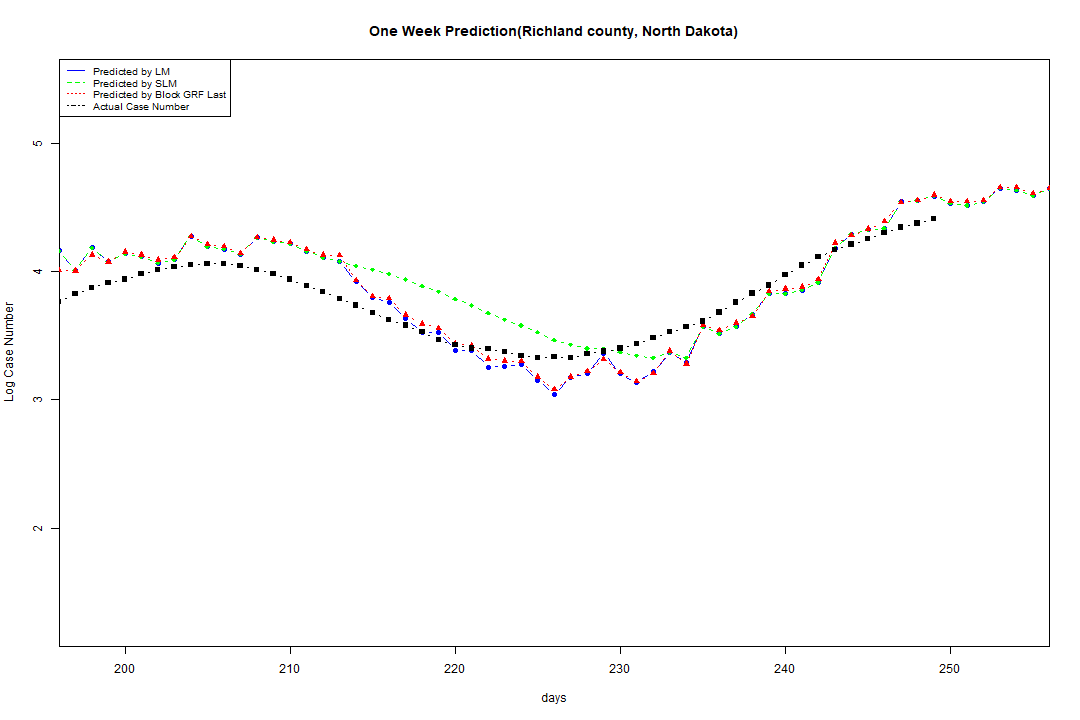 One Week Prediction(Richland county, North Dakota)
Predicted by LM
Predicted by SLM
Predicted by Block GRF Last
Actual Case Number
5
4
3
2
Log Case Number
200 210 220 230 240 250
days